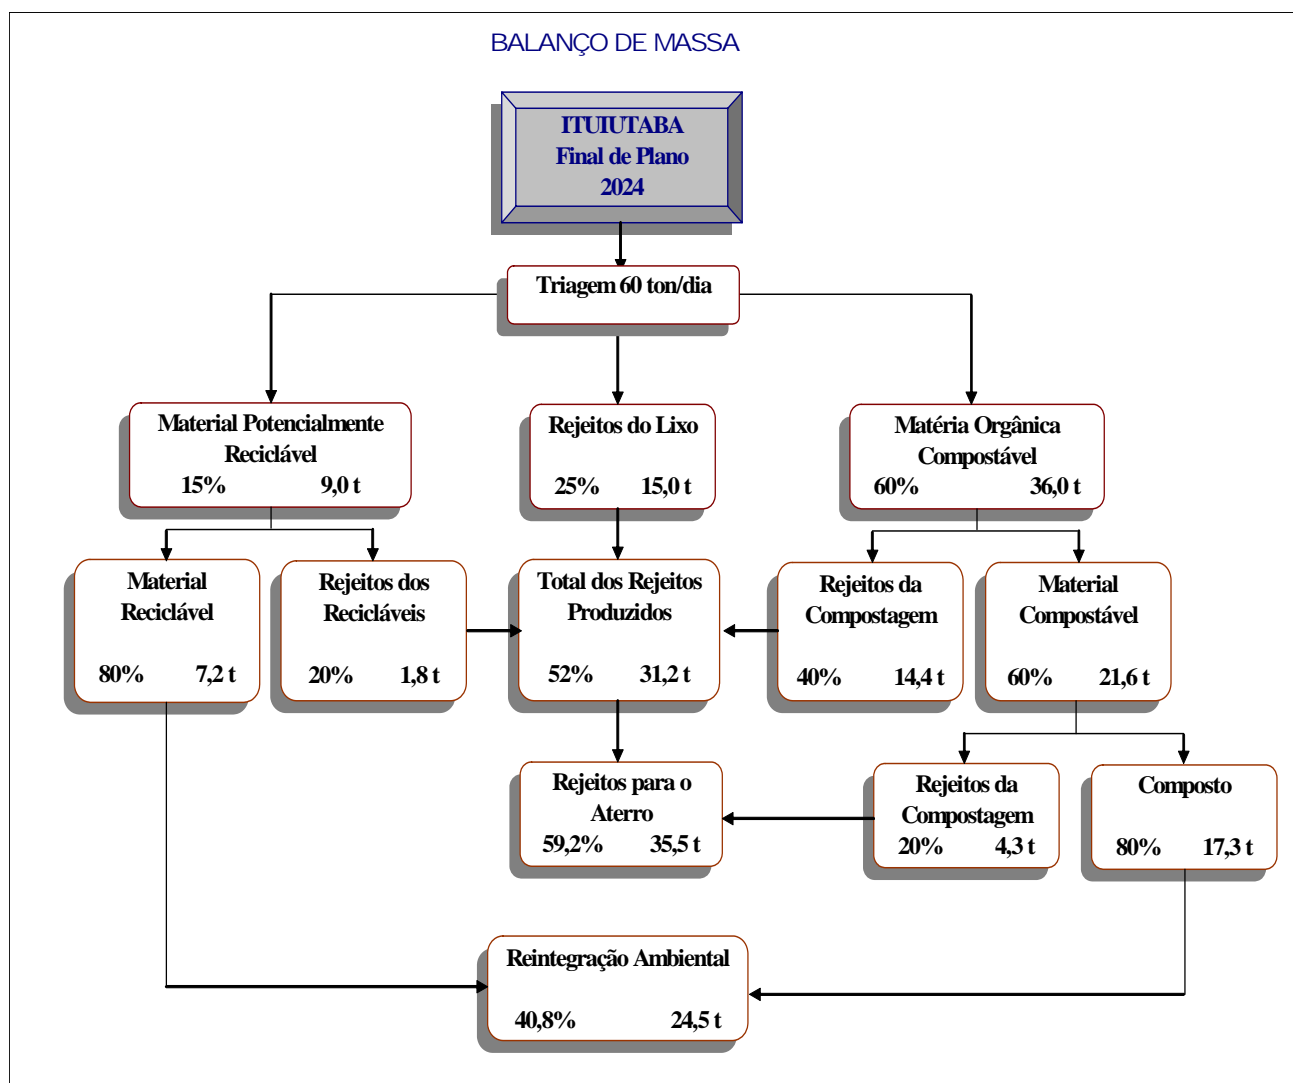 BALANÇO DE MASSA
ITUIUTABA
Final de Plano
2024
Triagem 60 ton/dia
Material Potencialmente
Reciclável
15% 9,0 t
Rejeitos do Lixo
25% 15,0 t
Matéria Orgânica
Compostável
60% 36,0 t
Material
Reciclável
80% 7,2 t
Rejeitos dos
Recicláveis
20% 1,8 t
Total dos Rejeitos
Produzidos
52% 31,2 t
Rejeitos da
Compostagem
40% 14,4 t
Material
Compostável
60% 21,6 t
Rejeitos para o
Aterro
59,2% 35,5 t
Rejeitos da
Compostagem
20% 4,3 t
Composto
80% 17,3 t
Reintegração Ambiental
40,8% 24,5 t